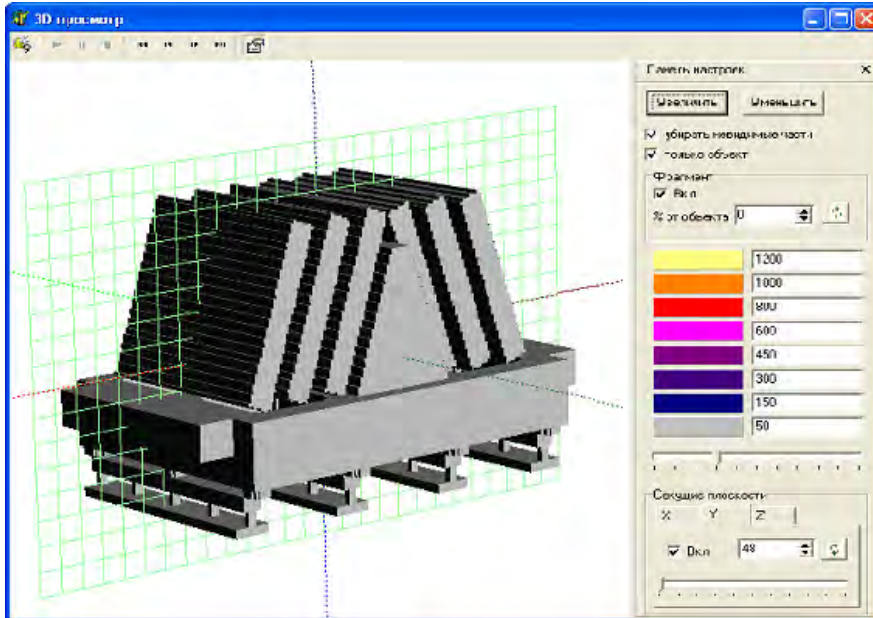 3D просмотр
Панель настроек
Увеличить Уменьшить
убирать невидимые части
только объект
Фрагмент
Вкл
% от объекта 0
1200
1000
800
600
450
300
150
50
Секущие плоскости
X Y Z
Вкл 48